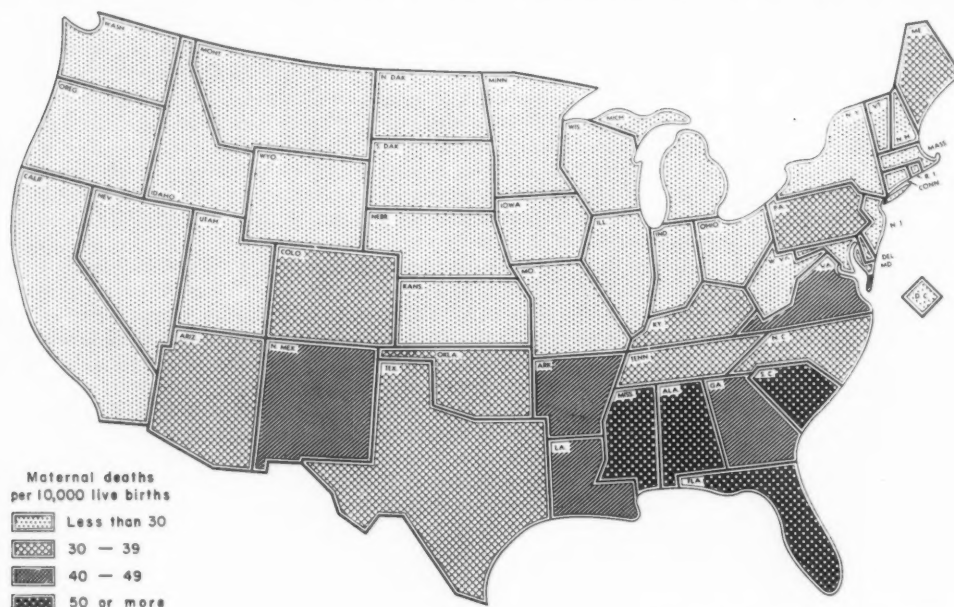 WASH
MONT
N. DAK
MINN
ME
OREG
MICH
N. Y.
VT
N. H.
WIS
MASS
S. DAK
WYO
IDAHO
R. I.
CONN
CALIF
NEV
IOWA
UTAH
NEBR
PA
ILL
IND
OHIO
N. J.
COLO
W. VA
VA
DEL
MD
MO
KANS
D. C.
KY
ARIZ
N. MEX
OKLA
N. C.
TENN
ARK
TEX
S. C.
MISS
ALA
GA
LA
FLA
Maternal deaths
per 10,000 live births
Less than 30
30 — 39
40 — 49
50 or more